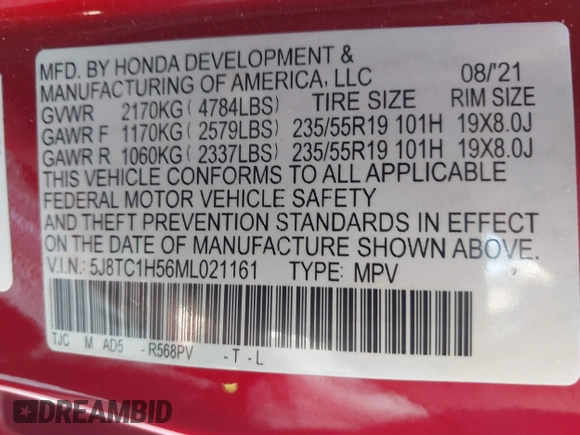 MFD. BY HONDA DEVELOPMENT &
MANUFACTURING OF AMERICA, LLC 08/'21
GVWR 2170KG ( 4784LBS) TIRE SIZE RIM SIZE
GAWR F 1170KG ( 2579LBS) 235/55R19 101H 19X8.0J
GAWR R 1060KG ( 2337LBS) 235/55R19 101H 19X8.0J
THIS VEHICLE CONFORMS TO ALL APPLICABLE
FEDERAL MOTOR VEHICLE SAFETY
AND THEFT PREVENTION STANDARDS IN EFFECT
ON THE DATE OF MANUFACTURE SHOWN ABOVE.
V.I.N.: 5J8TC1H56ML021161 TYPE: MPV
TJC M AD5 - R568PV - T - L
DREAMBID